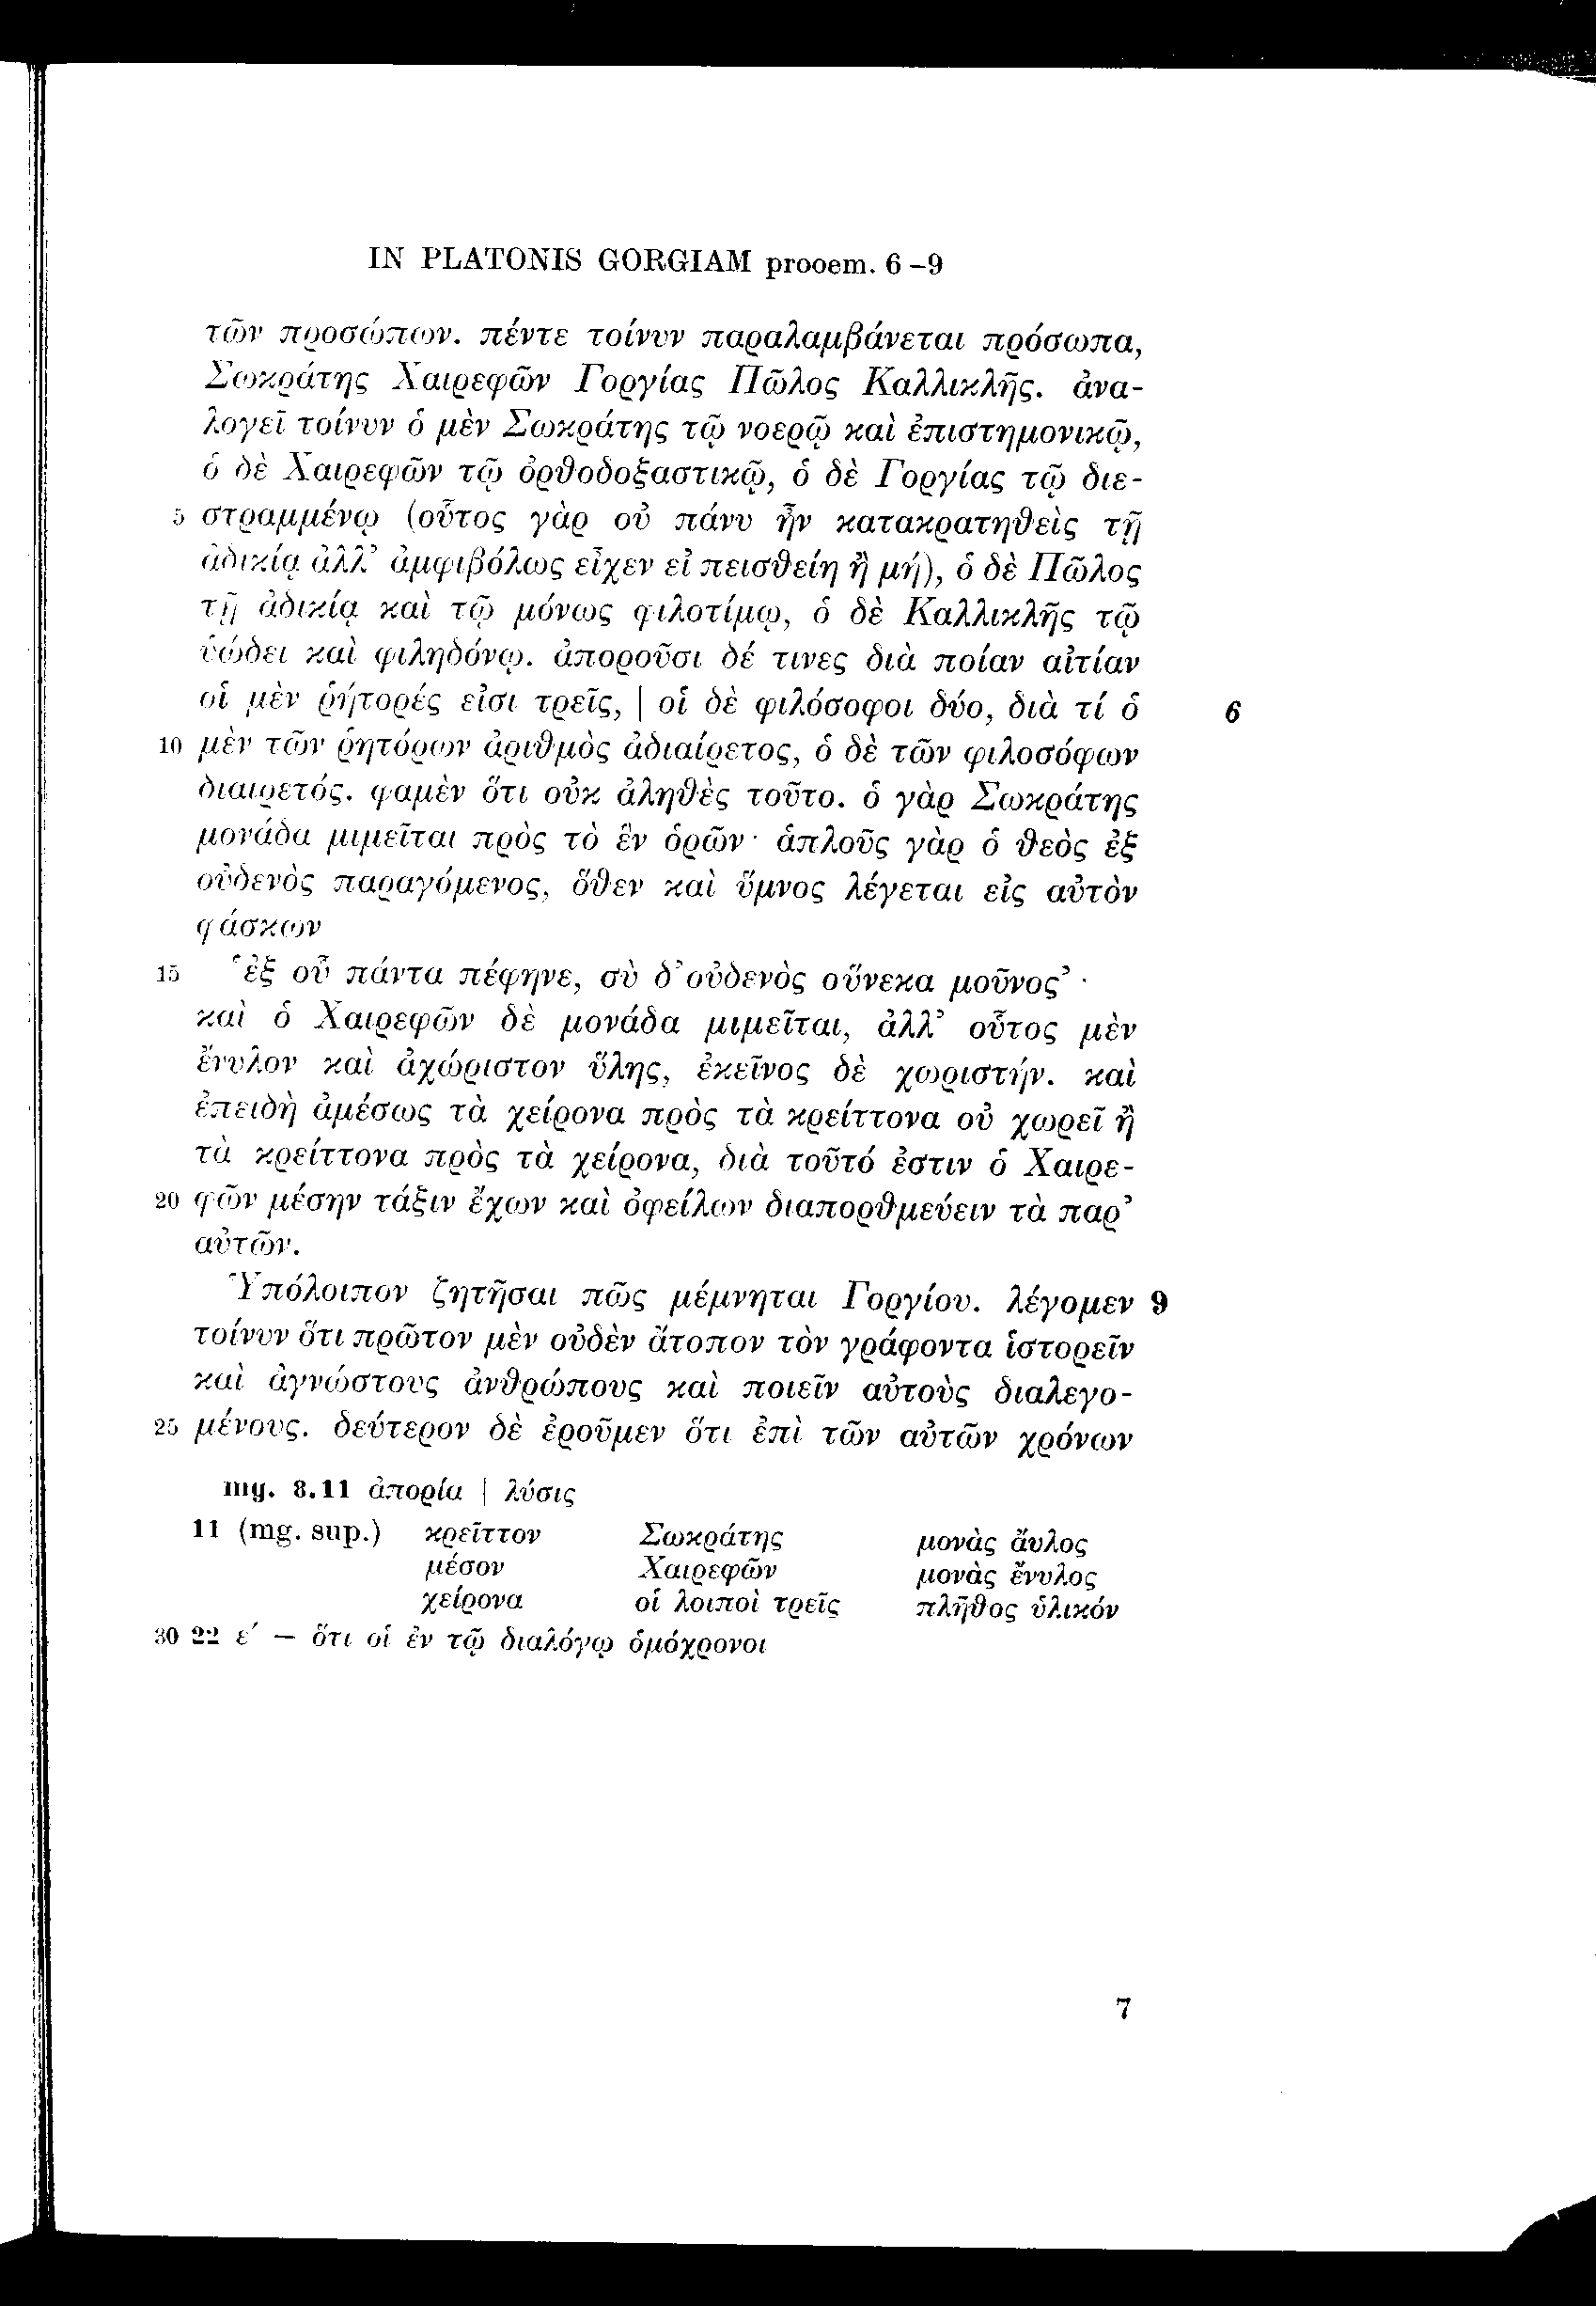 IN PLATONIS GORGIAM prooem. 6–9
τῶν προσώπων. πέντε τοίνυν παραλαμβάνεται πρόσωπα,
Σωκράτης Χαιρεφῶν Γοργίας Πῶλος Καλλικλῆς. ἀνα-
λογεῖ τοίνυν ὁ μὲν Σωκράτης τῷ νοερῷ καὶ ἐπιστημονικῷ,
ὁ δὲ Χαιρεφῶν τῷ ὀρθοδοξαστικῷ, ὁ δὲ Γοργίας τῷ διε-
5 στραμμένῳ (οὗτος γὰρ οὐ πάνυ ἦν κατακρατηθεὶς τῇ
ἀδικίᾳ ἀλλ’ ἀμφιβόλως εἶχεν εἰ πεισθείη ἢ μή), ὁ δὲ Πῶλος
τῇ ἀδικίᾳ καὶ τῷ μόνως φιλοτίμῳ, ὁ δὲ Καλλικλῆς τῷ
ὑώδει καὶ φιληδόνῳ. ἀποροῦσι δέ τινες διὰ ποίαν αἰτίαν
οἱ μὲν ῥήτορές εἰσι τρεῖς, | οἱ δὲ φιλόσοφοι δύο, διὰ τί ὁ 6
10 μὲν τῶν ῥητόρων ἀριθμὸς ἀδιαίρετος, ὁ δὲ τῶν φιλοσόφων
διαιρετός. φαμὲν ὅτι οὐκ ἀληθὲς τοῦτο. ὁ γὰρ Σωκράτης
μονάδα μιμεῖται πρὸς τὸ ἓν ὁρῶν· ἁπλοῦς γὰρ ὁ θεὸς ἐξ
οὐδενὸς παραγόμενος, ὅθεν καὶ ὕμνος λέγεται εἰς αὐτὸν
φάσκων
15 ‘ἐξ οὗ πάντα πέφηνε, σὺ δ’ οὐδενὸς οὕνεκα μοῦνος’·
καὶ ὁ Χαιρεφῶν δὲ μονάδα μιμεῖται, ἀλλ’ οὗτος μὲν
ἔνυλον καὶ ἀχώριστον ὕλης, ἐκεῖνος δὲ χωριστήν. καὶ
ἐπειδὴ ἀμέσως τὰ χείρονα πρὸς τὰ κρείττονα οὐ χωρεῖ ἢ
τὰ κρείττονα πρὸς τὰ χείρονα, διὰ τοῦτό ἐστιν ὁ Χαιρε-
20 φῶν μέσην τάξιν ἔχων καὶ ὀφείλων διαπορθμεύειν τὰ παρ’
αὐτῶν.
Ὑπόλοιπον ζητῆσαι πῶς μέμνηται Γοργίου. λέγομεν 9
τοίνυν ὅτι πρῶτον μὲν οὐδὲν ἄτοπον τὸν γράφοντα ἱστορεῖν
καὶ ἀγνώστους ἀνθρώπους καὶ ποιεῖν αὐτοὺς διαλεγο-
25 μένους. δεύτερον δὲ ἐροῦμεν ὅτι ἐπὶ τῶν αὐτῶν χρόνων
mg. 8.11 ἀπορία | λύσις
11 (mg. sup.) κρεῖττον Σωκράτης μονὰς ἄυλος
μέσον Χαιρεφῶν μονὰς ἔνυλος
χείρονα οἱ λοιποὶ τρεῖς πλῆθος ὑλικόν
30 22 ε´ — ὅτι οἱ ἐν τῷ διαλόγῳ ὁμόχρονοι
7